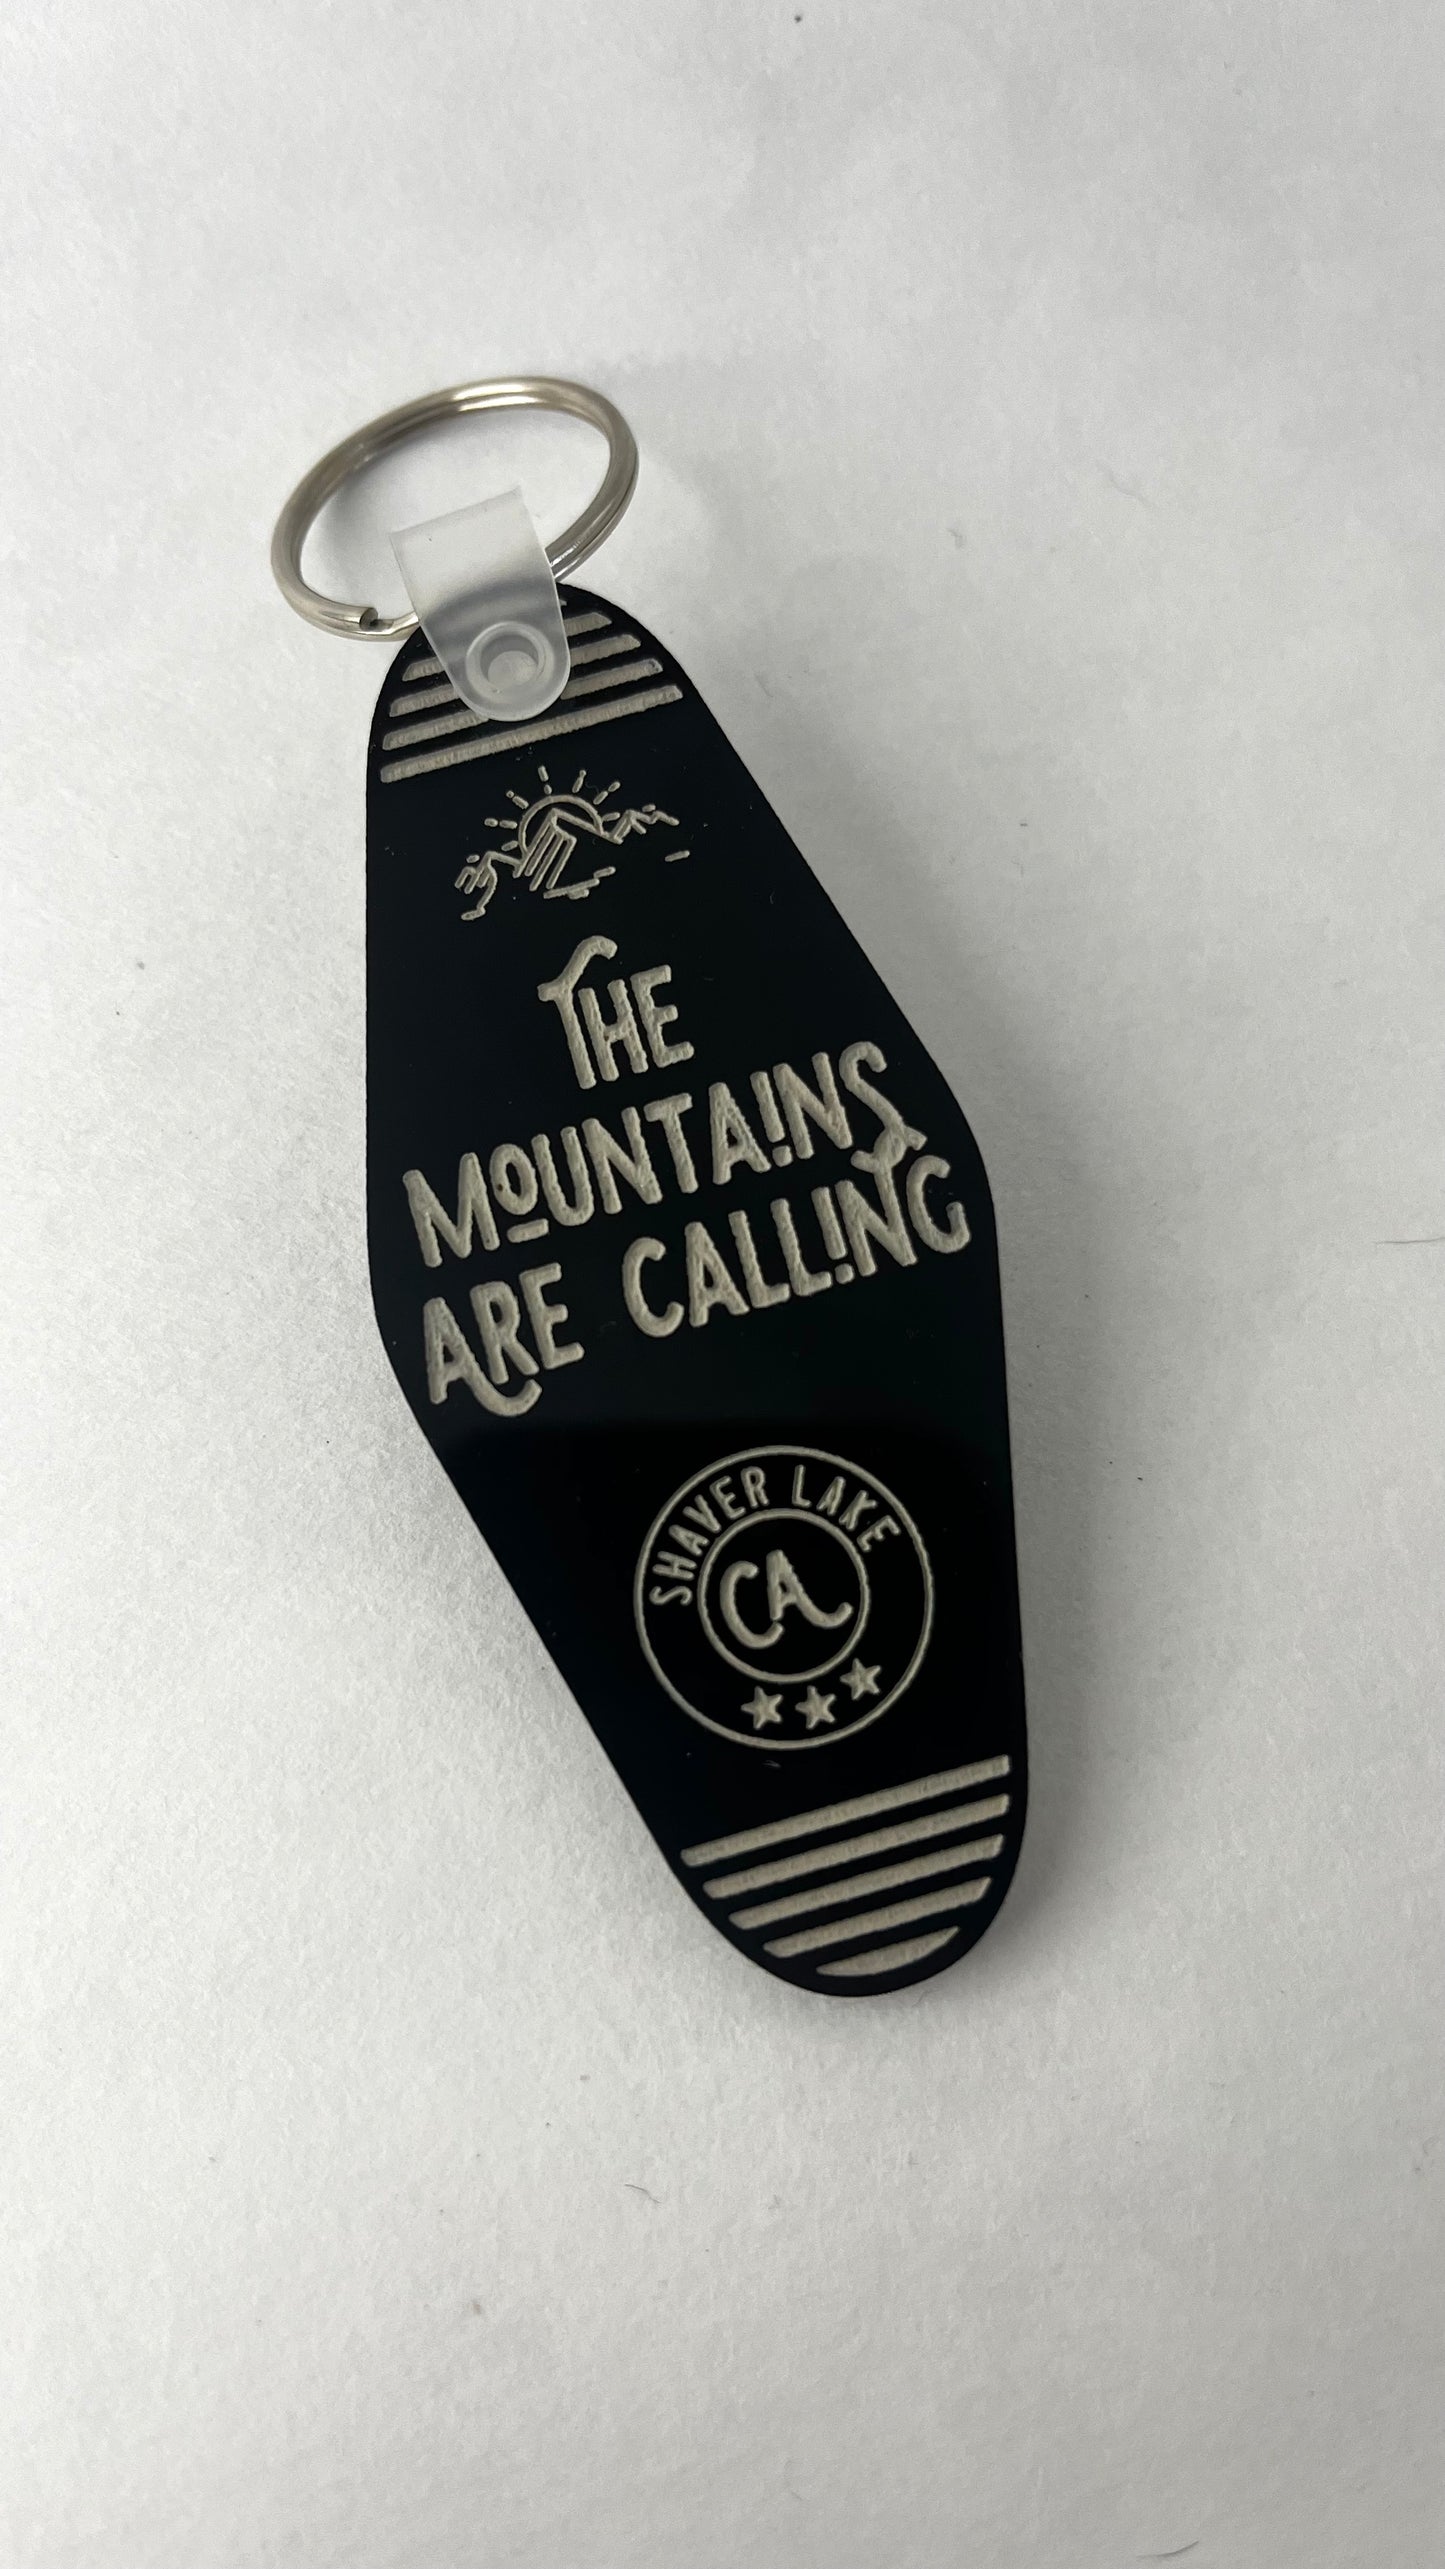 THE
MOUNTAINS
ARE CALLING
SHAVER LAKE
CA